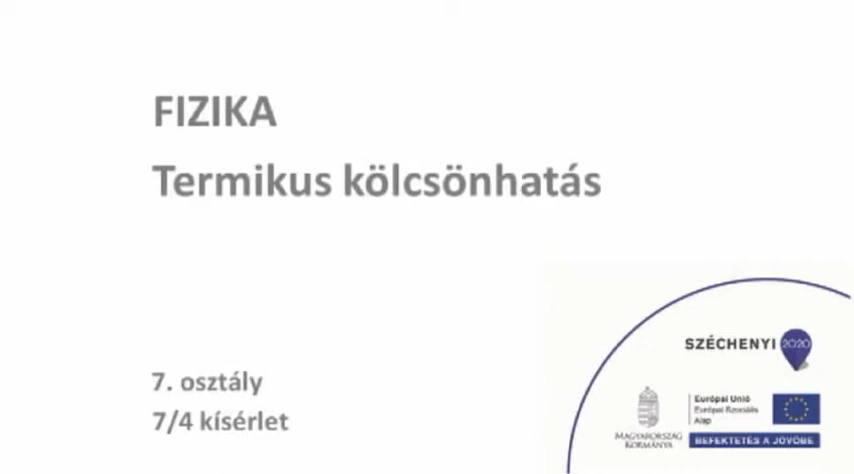 FIZIKA
Termikus kölcsönhatás
7. osztály
7/4 kísérlet
SZÉCHENYI 2020
MAGYARORSZÁG
KORMÁNYA
Európai Unió
Európai Szociális
Alap
BEFEKTETÉS A JÖVŐBE